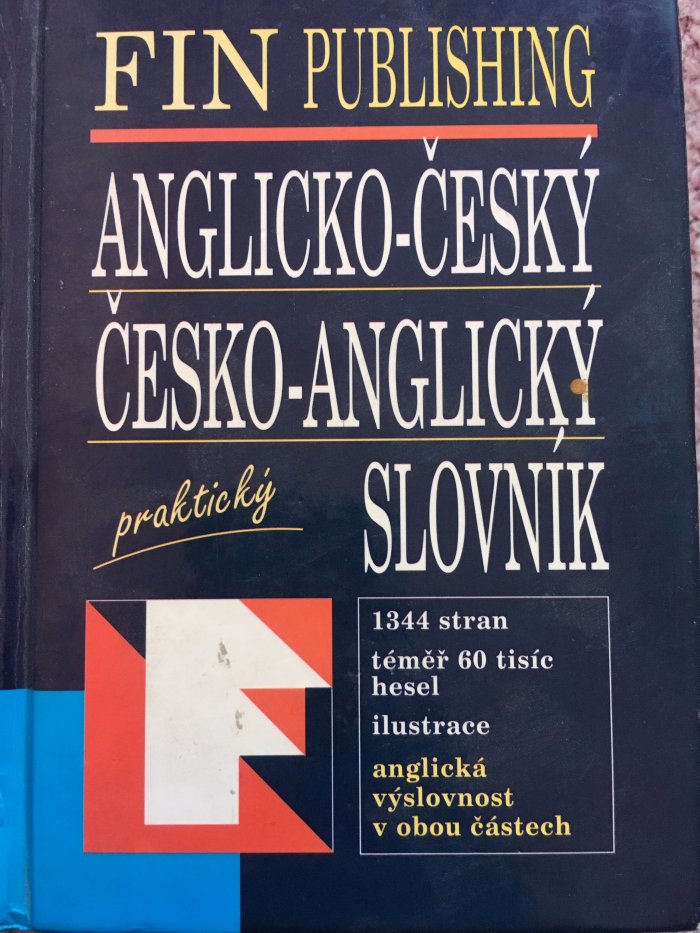 FIN PUBLISHING
ANGLICKO-ČESKÝ
ČESKO-ANGLICKÝ
praktický
SLOVNÍK
1344 stran
téměř 60 tisíc
hesel
ilustrace
anglická
výslovnost
v obou částech